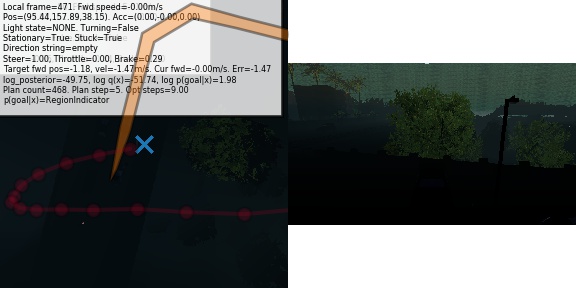 Local frame=471. Fwd speed=-0.00m/s
Pos=(95.44,157.89,38.15). Acc=(0.00,-0.00,0.00)
Light state=NONE. Turning=False
Stationary=True. Stuck=True
Direction string=empty
Steer=1.00, Throttle=0.00, Brake=0.29
Target fwd pos=-1.18, vel=-1.47m/s. Cur fwd=-0.00m/s. Err=-1.47
log_posterior=-49.75, log q(x)=-51.74, log p(goal|x)=1.98
Plan count=468. Plan step=5. Opt steps=9.00
p(goal|x)=RegionIndicator